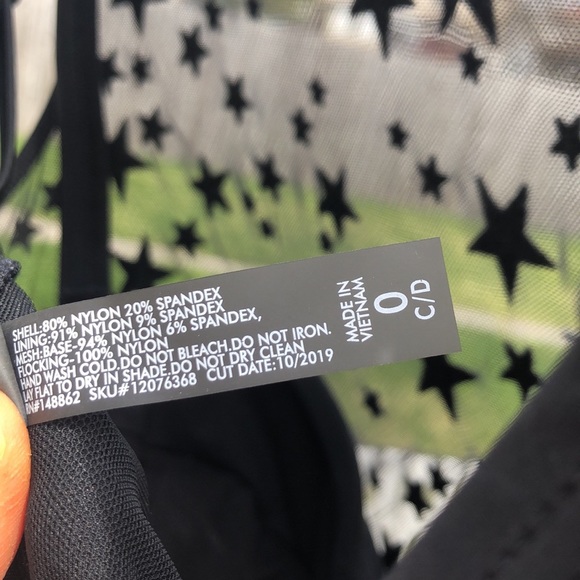 SHELL:80% NYLON 20% SPANDEX
LINING:91% NYLON 9% SPANDEX
MESH:BASE-94% NYLON 6% SPANDEX,
FLOCKING-100% NYLON
HAND WASH COLD.DO NOT BLEACH.DO NOT IRON.
LAY FLAT TO DRY IN SHADE.DO NOT DRY CLEAN
N#148862 SKU#12076368 CUT DATE:10/2019
MADE IN
VIETNAM
0
C/D